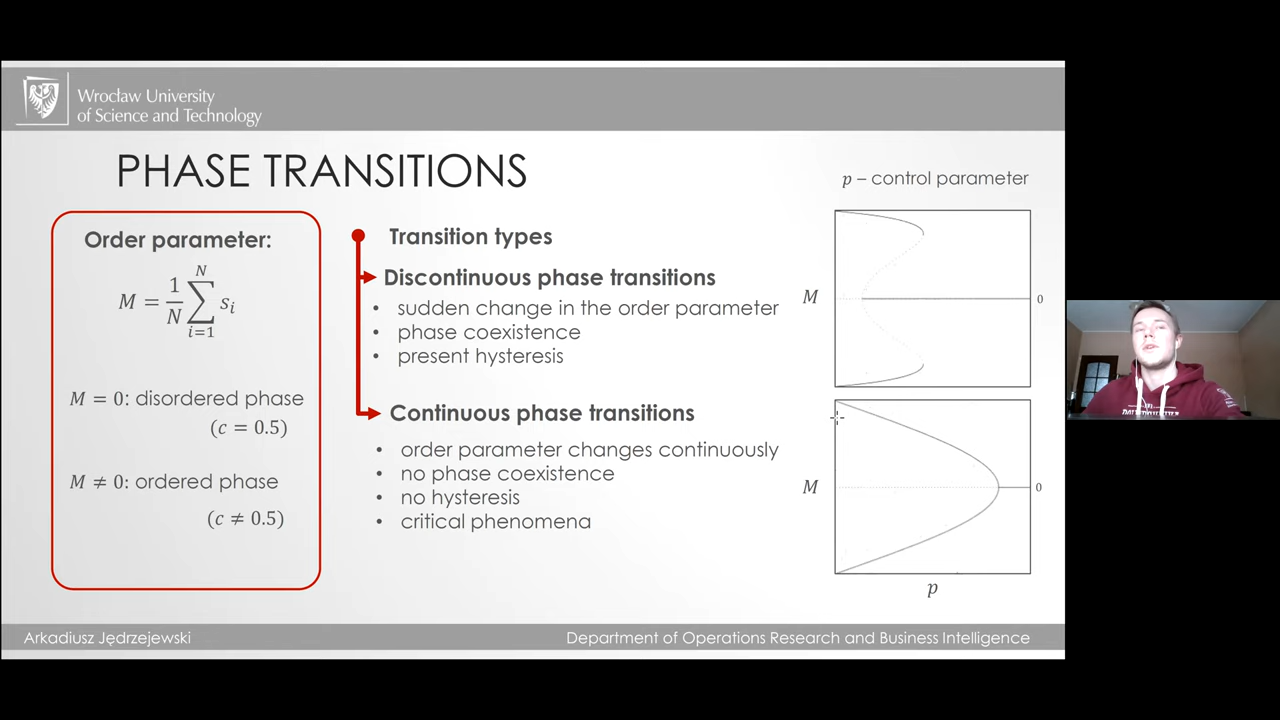 Wrocław University
of Science and Technology
PHASE TRANSITIONS
Order parameter:
M = 1/N ∑_{i=1}^{N} s_i
M = 0: disordered phase
(c = 0.5)
M ≠ 0: ordered phase
(c ≠ 0.5)
Transition types
Discontinuous phase transitions
• sudden change in the order parameter
• phase coexistence
• present hysteresis
Continuous phase transitions
• order parameter changes continuously
• no phase coexistence
• no hysteresis
• critical phenomena
p – control parameter
M
0
M
0
p
Arkadiusz Jędrzejewski
Department of Operations Research and Business Intelligence